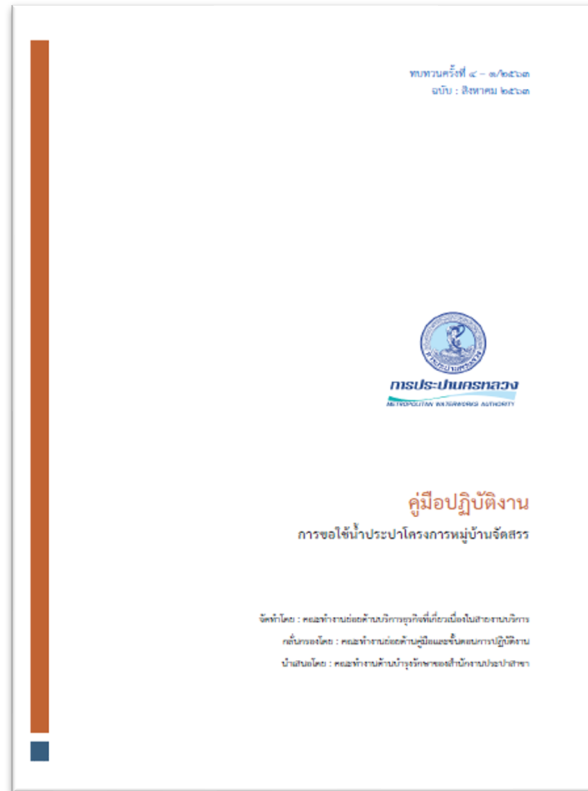 ทบทวนครั้งที่ ๔ – ๑/๒๕๖๓
ฉบับ : สิงหาคม ๒๕๖๓
การประปานครหลวง
METROPOLITAN WATERWORKS AUTHORITY
คู่มือปฏิบัติงาน
การขอใช้น้ำประปาโครงการหมู่บ้านจัดสรร
จัดทำโดย : คณะทำงานย่อยด้านบริการธุรกิจที่เกี่ยวเนื่องในสายงานบริการ
กลั่นกรองโดย : คณะทำงานย่อยด้านคู่มือและขั้นตอนการปฏิบัติงาน
นำเสนอโดย : คณะทำงานด้านบำรุงรักษาของสำนักงานประปาสาขา